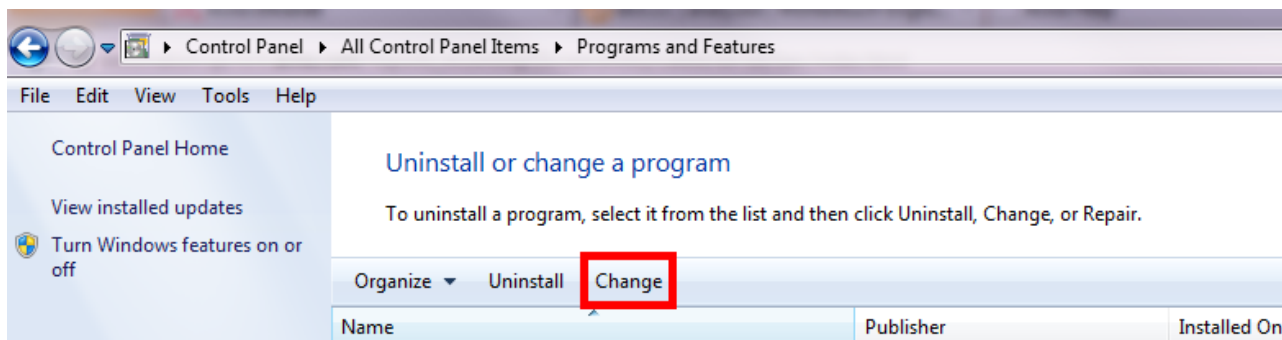 Control Panel ▸ All Control Panel Items ▸ Programs and Features
File Edit View Tools Help
Control Panel Home
View installed updates
Turn Windows features on or
off
Uninstall or change a program
To uninstall a program, select it from the list and then click Uninstall, Change, or Repair.
Organize Uninstall Change
Name Publisher Installed On